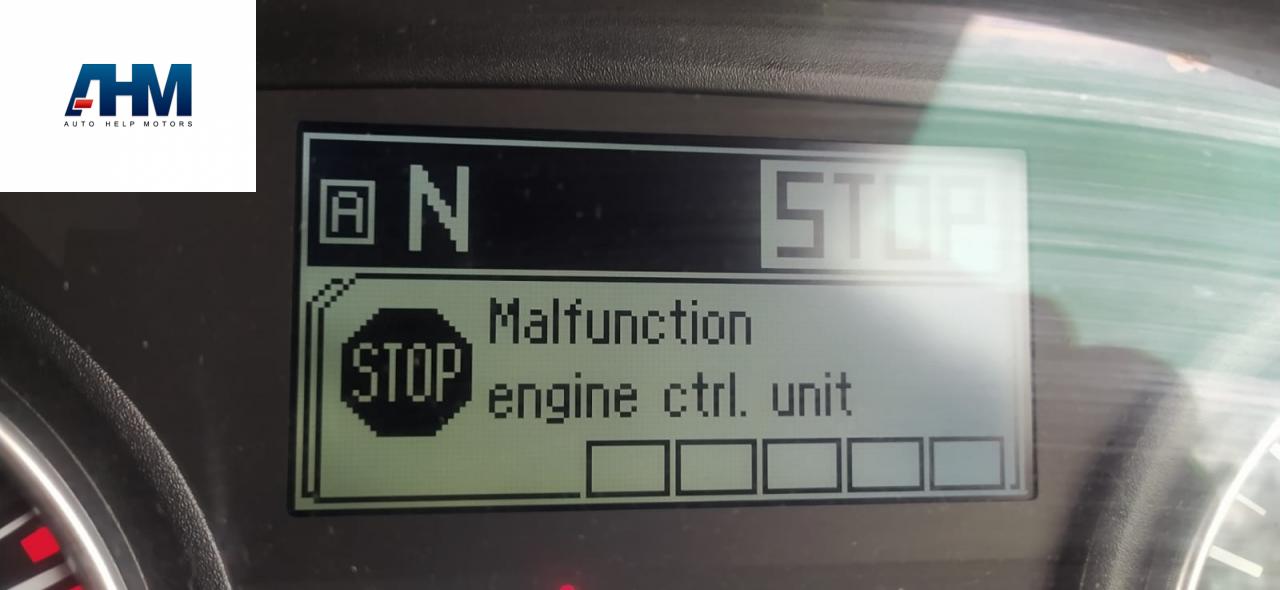 AHM
AUTO HELP MOTORS
A N STOP
STOP Malfunction
engine ctrl. unit